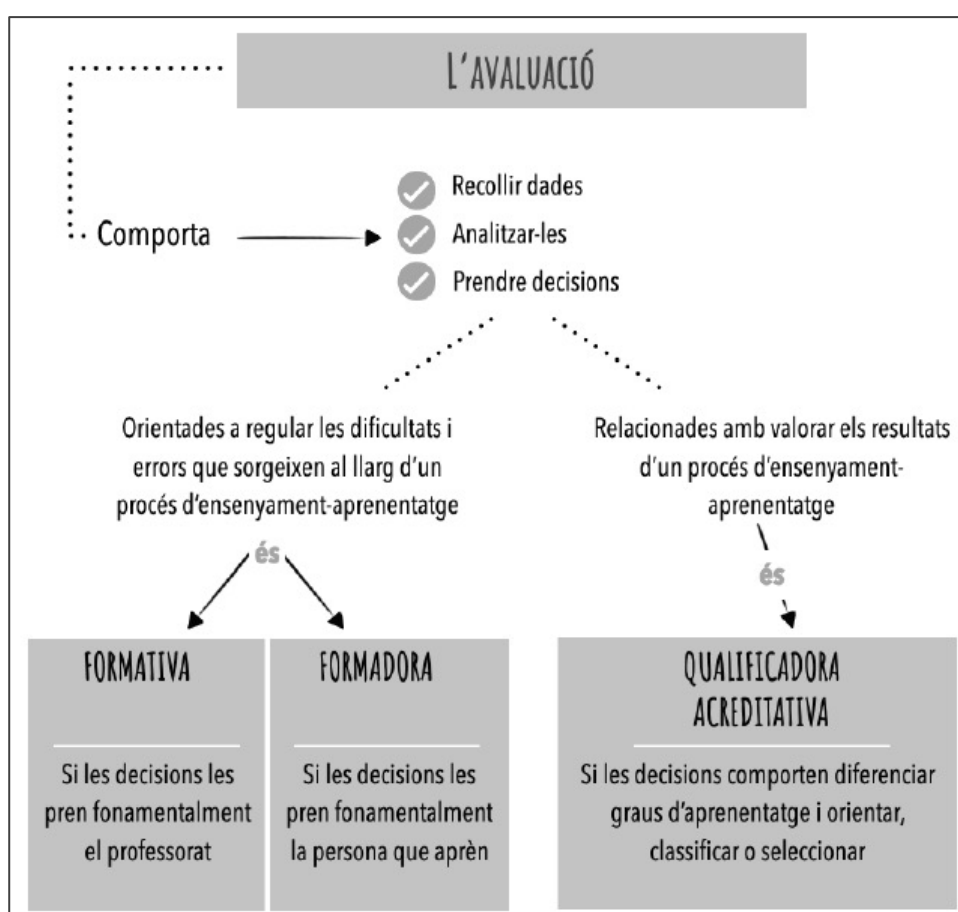 L'AVALUACIÓ
Comporta
Recollir dades
Analitzar-les
Prendre decisions
Orientades a regular les dificultats i
errors que sorgeixen al llarg d'un
procés d'ensenyament-aprenentatge
és
Relacionades amb valorar els resultats
d'un procés d'ensenyament-
aprenentatge
és
FORMATIVA
Si les decisions les
pren fonamentalment
el professorat
FORMADORA
Si les decisions les
pren fonamentalment
la persona que aprèn
QUALIFICADORA
ACREDITATIVA
Si les decisions comporten diferenciar
graus d'aprenentatge i orientar,
classificar o seleccionar